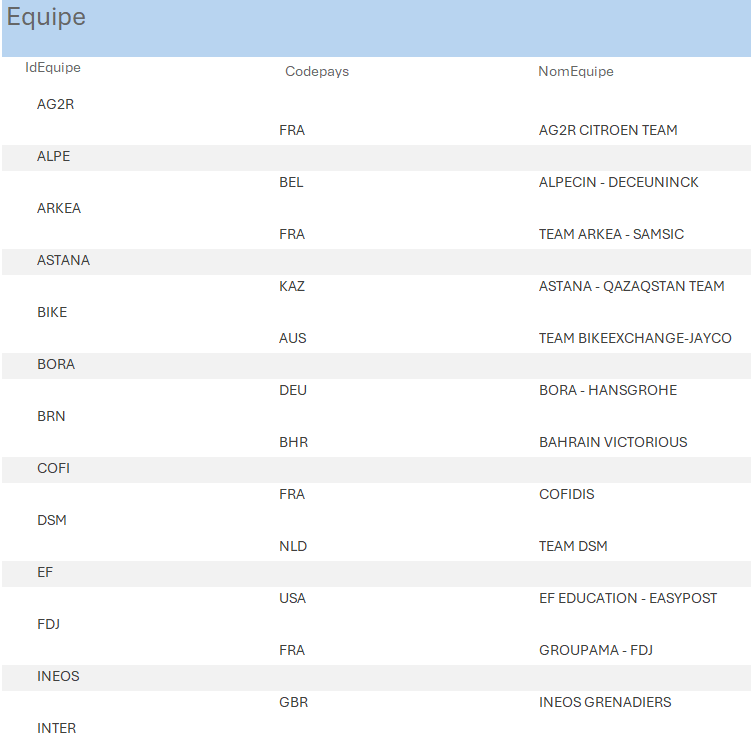 Equipe
IdEquipe Codepays NomEquipe
AG2R
FRA AG2R CITROEN TEAM
ALPE
BEL ALPECIN - DECEUNINCK
ARKEA
FRA TEAM ARKEA - SAMSIC
ASTANA
KAZ ASTANA - QAZAQSTAN TEAM
BIKE
AUS TEAM BIKEEXCHANGE-JAYCO
BORA
DEU BORA - HANSGROHE
BRN
BHR BAHRAIN VICTORIOUS
COFI
FRA COFIDIS
DSM
NLD TEAM DSM
EF
USA EF EDUCATION - EASYPOST
FDJ
FRA GROUPAMA - FDJ
INEOS
GBR INEOS GRENADIERS
INTER